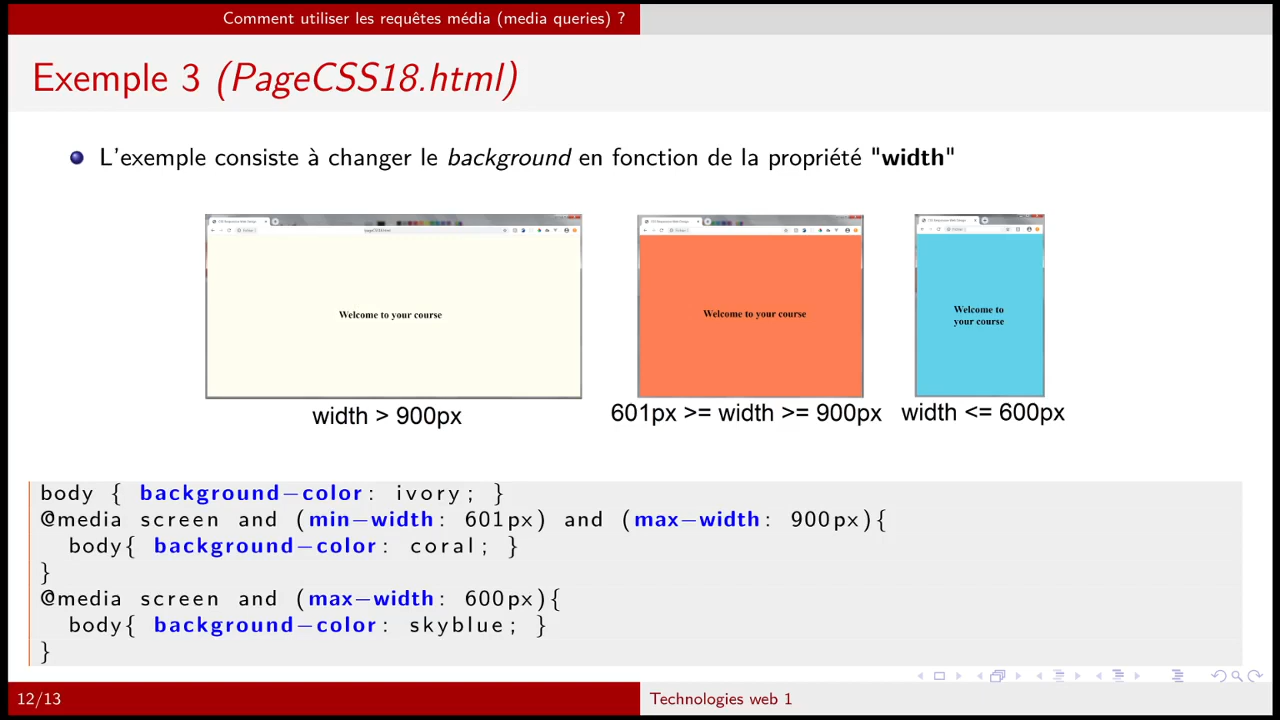 Comment utiliser les requêtes média (media queries) ?
Exemple 3 (PageCSS18.html)
L'exemple consiste à changer le background en fonction de la propriété "width"
Welcome to your course
Welcome to your course
Welcome to
your course
width > 900px
601px >= width >= 900px
width <= 600px
body { background-color: ivory; }
@media screen and (min-width: 601px) and (max-width: 900px){
body{ background-color: coral; }
}
@media screen and (max-width: 600px){
body{ background-color: skyblue; }
}
12/13
Technologies web 1